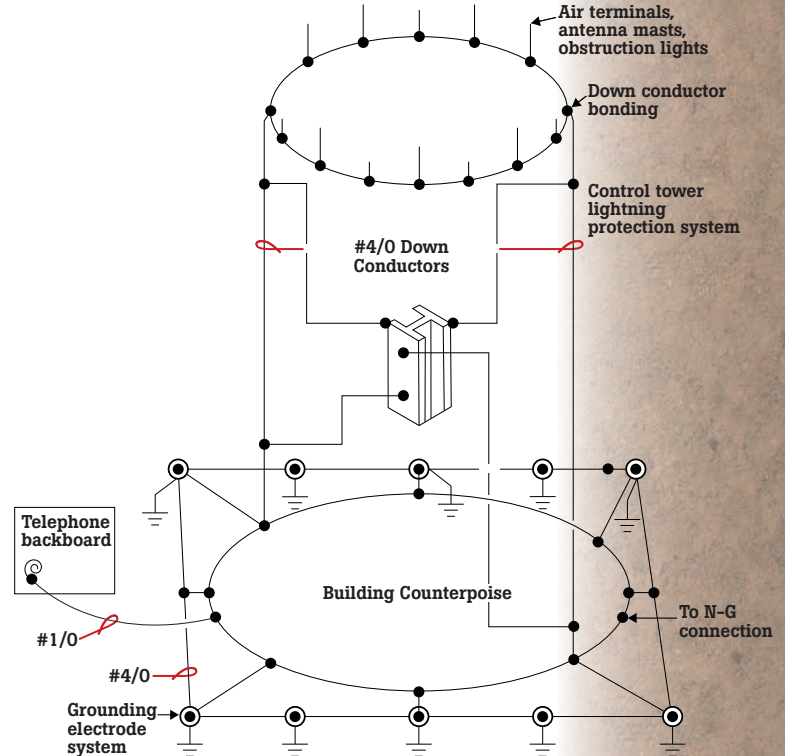 Air terminals,
antenna masts,
obstruction lights
Down conductor
bonding
Control tower
lightning
protection system
#4/0 Down
Conductors
Telephone
backboard
Building Counterpoise
To N-G
connection
#1/0
#4/0
Grounding
electrode
system